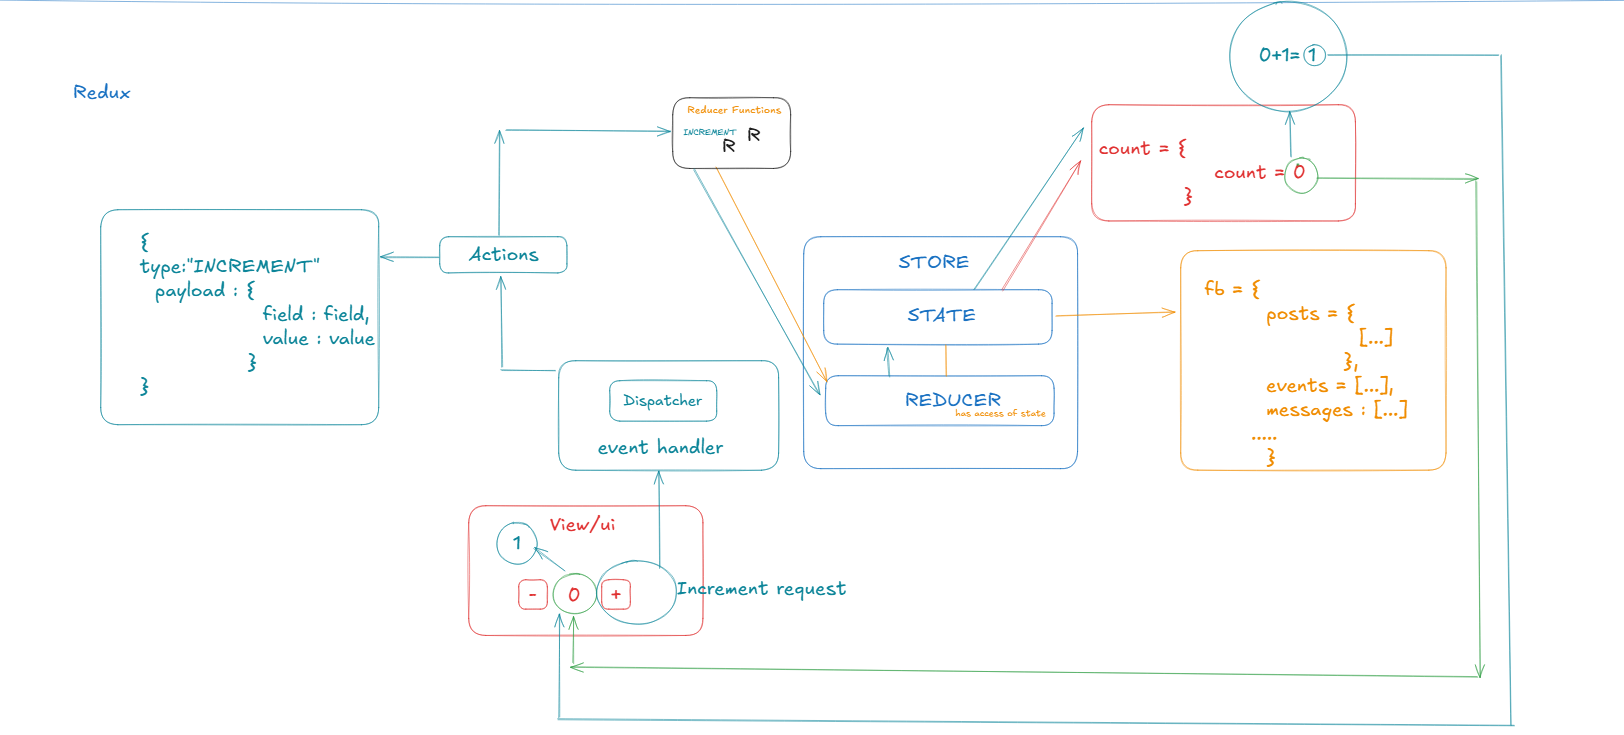 Redux
0+1= 1
Reducer Functions
INCREMENT R
R
count = {
count = 0
}
{
type:"INCREMENT"
payload : {
field : field,
value : value
}
}
Actions
STORE
STATE
REDUCER
has access of state
fb = {
posts = {
[...]
},
events = [...],
messages : [...]
.....
}
Dispatcher
event handler
View/ui
1
- 0 +
Increment request